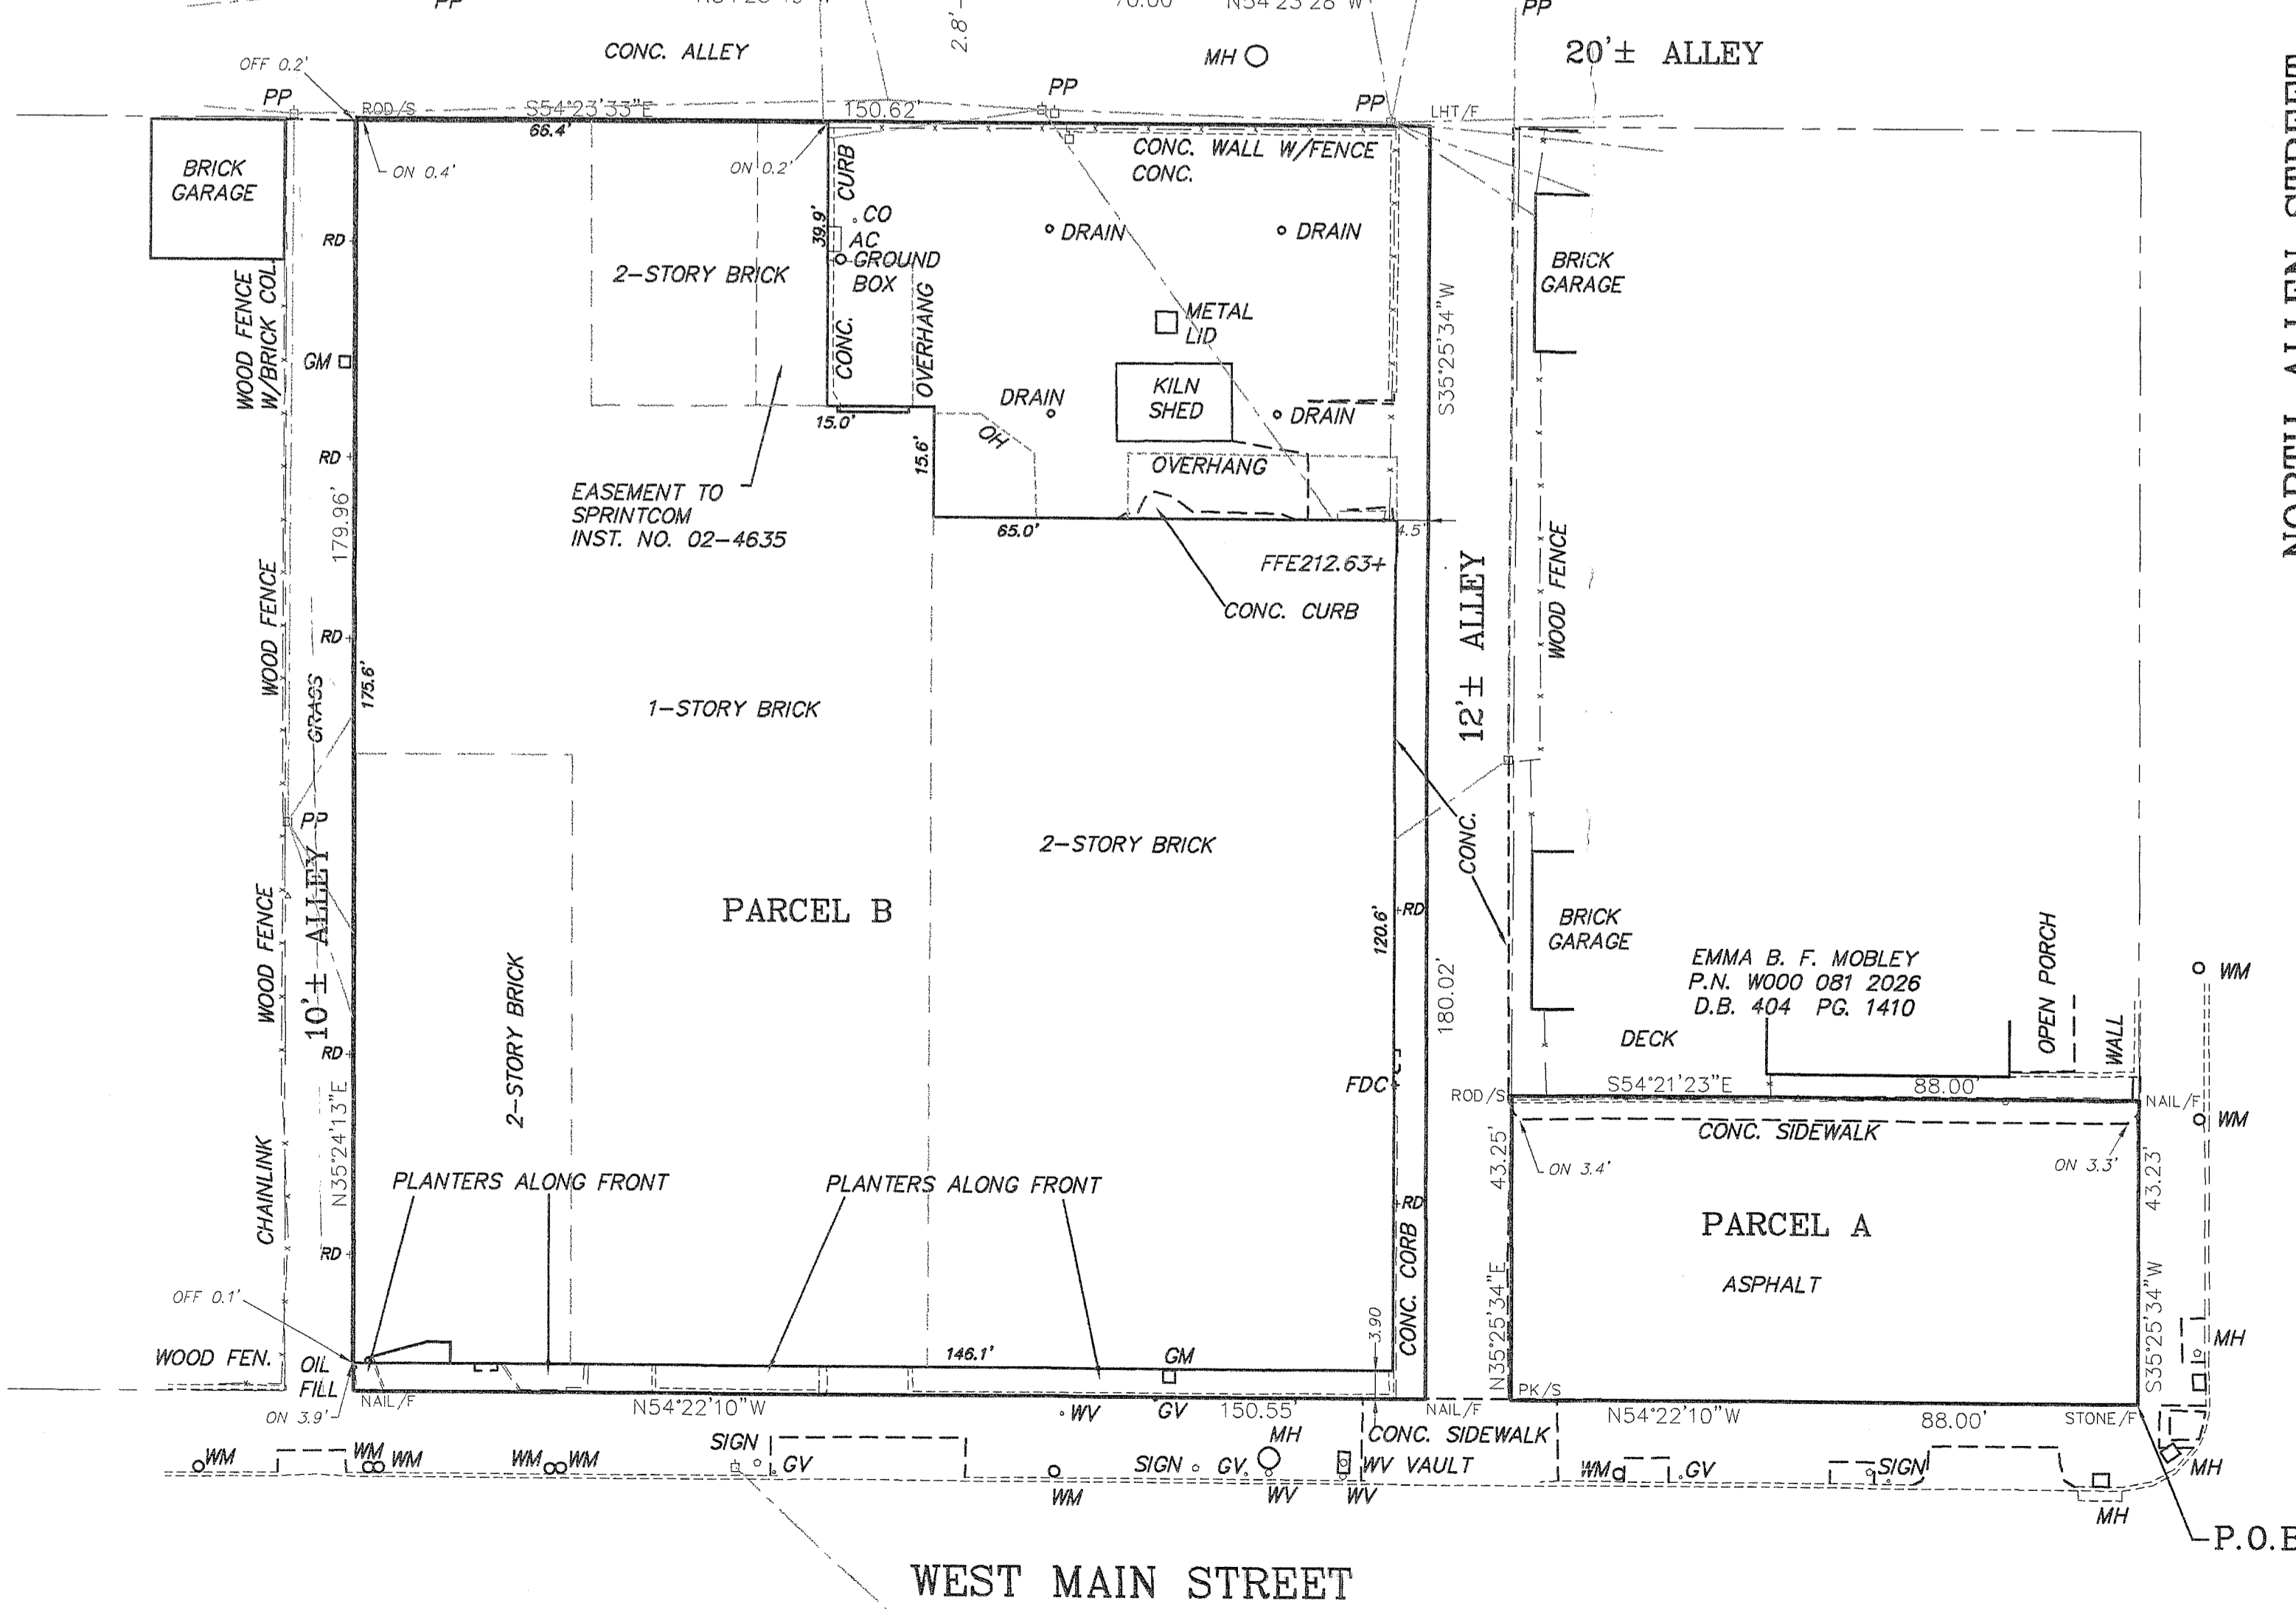 PP
70.00
N54°23'28"W
PP
2.8'
CONC. ALLEY
MH
20'± ALLEY
OFF 0.2'
PP
ROD/S
S54°23'33"E
150.62'
PP
PP
LHT/F
66.4'
ON 0.4'
ON 0.2'
BRICK
GARAGE
CONC. WALL W/FENCE
CONC.
CURB
CO
AC
GROUND
BOX
39.9'
DRAIN
DRAIN
RD
2-STORY BRICK
OVERHANG
CONC.
METAL
LID
BRICK
GARAGE
WOOD FENCE
W/BRICK COL.
GM
S35°25'34"W
KILN
SHED
DRAIN
DRAIN
15.0'
15.6'
OH
OVERHANG
RD
EASEMENT TO
SPRINTCOM
INST. NO. 02-4635
179.96'
65.0'
4.5'
FFE212.63+
CONC. CURB
12'± ALLEY
WOOD FENCE
NORTH ALLEN STREET
WOOD FENCE
RD
GRASS
175.6'
1-STORY BRICK
PP
2-STORY BRICK
CONC.
10'± ALLEY
WOOD FENCE
PARCEL B
120.6'
RD
BRICK
GARAGE
EMMA B. F. MOBLEY
P.N. W000 081 2026
D.B. 404 PG. 1410
OPEN PORCH
WM
180.02'
DECK
WALL
2-STORY BRICK
RD
FDC
ROD/S
S54°21'23"E
88.00'
NAIL/F
WM
N35°24'13"E
CONC. SIDEWALK
ON 3.4'
ON 3.3'
43.25'
43.23'
CHAINLINK
PLANTERS ALONG FRONT
PLANTERS ALONG FRONT
RD
PARCEL A
RD
CONC. CORB
ASPHALT
N35°25'34"E
S35°25'34"W
OFF 0.1'
3.90
WOOD FEN.
OIL
FILL
146.1'
GM
MH
ON 3.9'
NAIL/F
N54°22'10"W
WV
GV
150.55'
NAIL/F
PK/S
N54°22'10"W
88.00'
STONE/F
WM
WM
WM
WM
SIGN
GV
SIGN
GV
MH
CONC. SIDEWALK
WV VAULT
WM
GV
SIGN
MH
WM
WV
WV
MH
P.O.B
WEST MAIN STREET